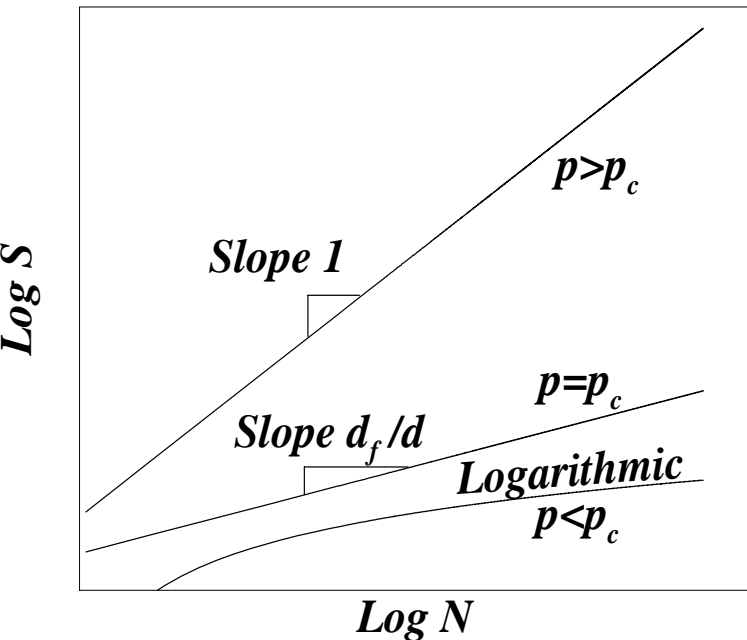 p>p_c
Slope 1
Log S
p=p_c
Slope d_f/d
Logarithmic
p<p_c
Log N